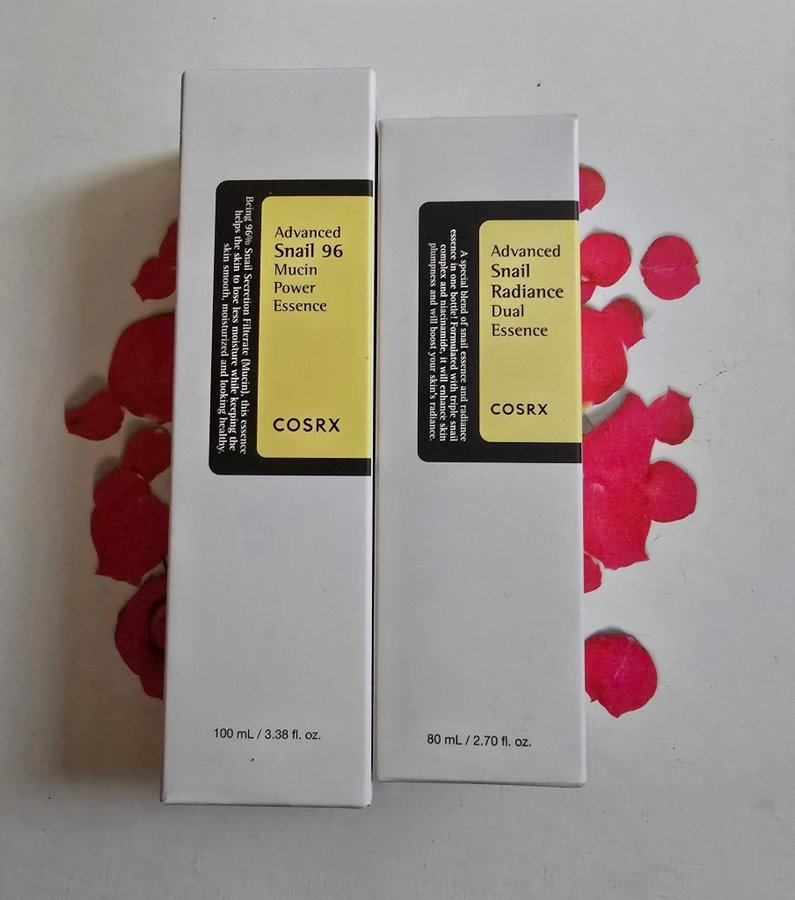 Advanced
Snail 96
Mucin
Power
Essence
COSRX
Being 96% Snail Secretion Filterate (Mucin), this essence
helps the skin to lose less moisture while keeping the
skin smooth, moisturized and looking healthy.
100 mL / 3.38 fl. oz.
Advanced
Snail
Radiance
Dual
Essence
COSRX
A special blend of snail essence and radiance
essence in one bottle! Formulated with triple snail
complex and niacinamide, it will enhance skin
plumpness and will boost your skin's radiance.
80 mL / 2.70 fl. oz.